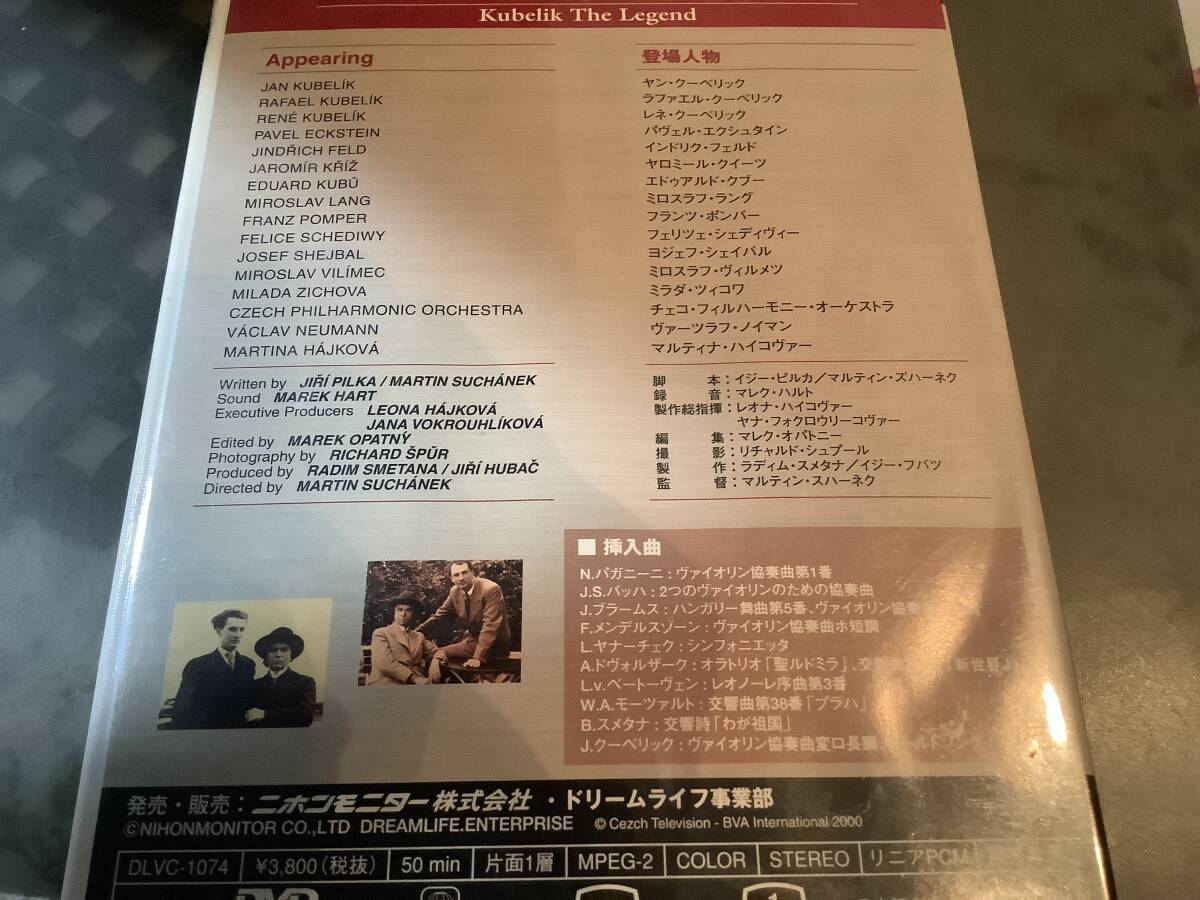 Kubelik The Legend
Appearing
JAN KUBELÍK
RAFAEL KUBELÍK
RENÉ KUBELÍK
PAVEL ECKSTEIN
JINDŘICH FELD
JAROMÍR KŘÍŽ
EDUARD KUBŮ
MIROSLAV LANG
FRANZ POMPER
FELICE SCHEDIWY
JOSEF SHEJBAL
MIROSLAV VILÍMEC
MILADA ZICHOVA
CZECH PHILHARMONIC ORCHESTRA
VÁCLAV NEUMANN
MARTINA HÁJKOVÁ
Written by JIŘÍ PILKA / MARTIN SUCHÁNEK
Sound MAREK HART
Executive Producers LEONA HÁJKOVÁ
JANA VOKROUHLÍKOVÁ
Edited by MAREK OPATNÝ
Photography by RICHARD ŠPŮR
Produced by RADIM SMETANA / JIŘÍ HUBAČ
Directed by MARTIN SUCHÁNEK
登場人物
ヤン・クーベリック
ラファエル・クーベリック
レネ・クーベリック
パヴェル・エクシュタイン
インドリク・フェルド
ヤロミール・クイーツ
エドゥアルド・クブー
ミロスラフ・ラング
フランツ・ポンパー
フェリツェ・シェディヴィー
ヨジェフ・シェイバル
ミロスラフ・ヴィルメツ
ミラダ・ツィコワ
チェコ・フィルハーモニー・オーケストラ
ヴァーツラフ・ノイマン
マルティナ・ハイコヴァー
脚 本：イジー・ピルカ／マルティン・ズハーネク
録 音：マレク・ハルト
製作総指揮：レオナ・ハイコヴァー
ヤナ・フォクロウリーコヴァー
編 集：マレク・オパトニー
撮 影：リチャルド・シュプール
製 作：ラディム・スメタナ／イジー・フバツ
監 督：マルティン・スハーネク
■ 挿入曲
N.パガニーニ：ヴァイオリン協奏曲第1番
J.S.バッハ：2つのヴァイオリンのための協奏曲
J.ブラームス：ハンガリー舞曲第5番、ヴァイオリン協奏
F.メンデルスゾーン：ヴァイオリン協奏曲ホ短調
L.ヤナーチェク：シンフォニエッタ
A.ドヴォルザーク：オラトリオ「聖ルドミラ」、交 新世界よ
L.v.ベートーヴェン：レオノーレ序曲第3番
W.A.モーツァルト：交響曲第38番「プラハ」
B.スメタナ：交響詩「わが祖国」
J.クーベリック：ヴァイオリン協奏曲変ロ長調
発売・販売：ニホンモニター株式会社・ドリームライフ事業部
©NIHONMONITOR CO.,LTD DREAMLIFE.ENTERPRISE © Cezch Television - BVA International 2000
DLVC-1074 ¥3,800（税抜） 50 min 片面1層 MPEG-2 COLOR STEREO リニアPCM